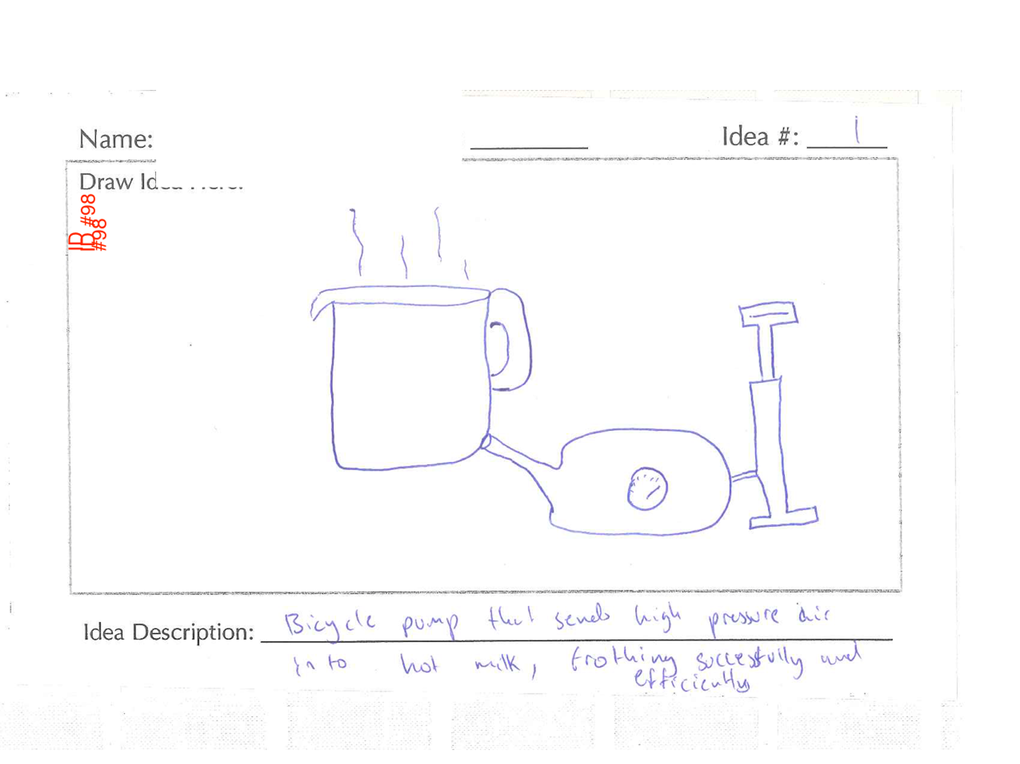 Name:
Idea #: 1
Draw Idea Here:
JB #98
#98
Idea Description: Bicycle pump that sends high pressure air
into hot milk, frothing successfully and
efficiently